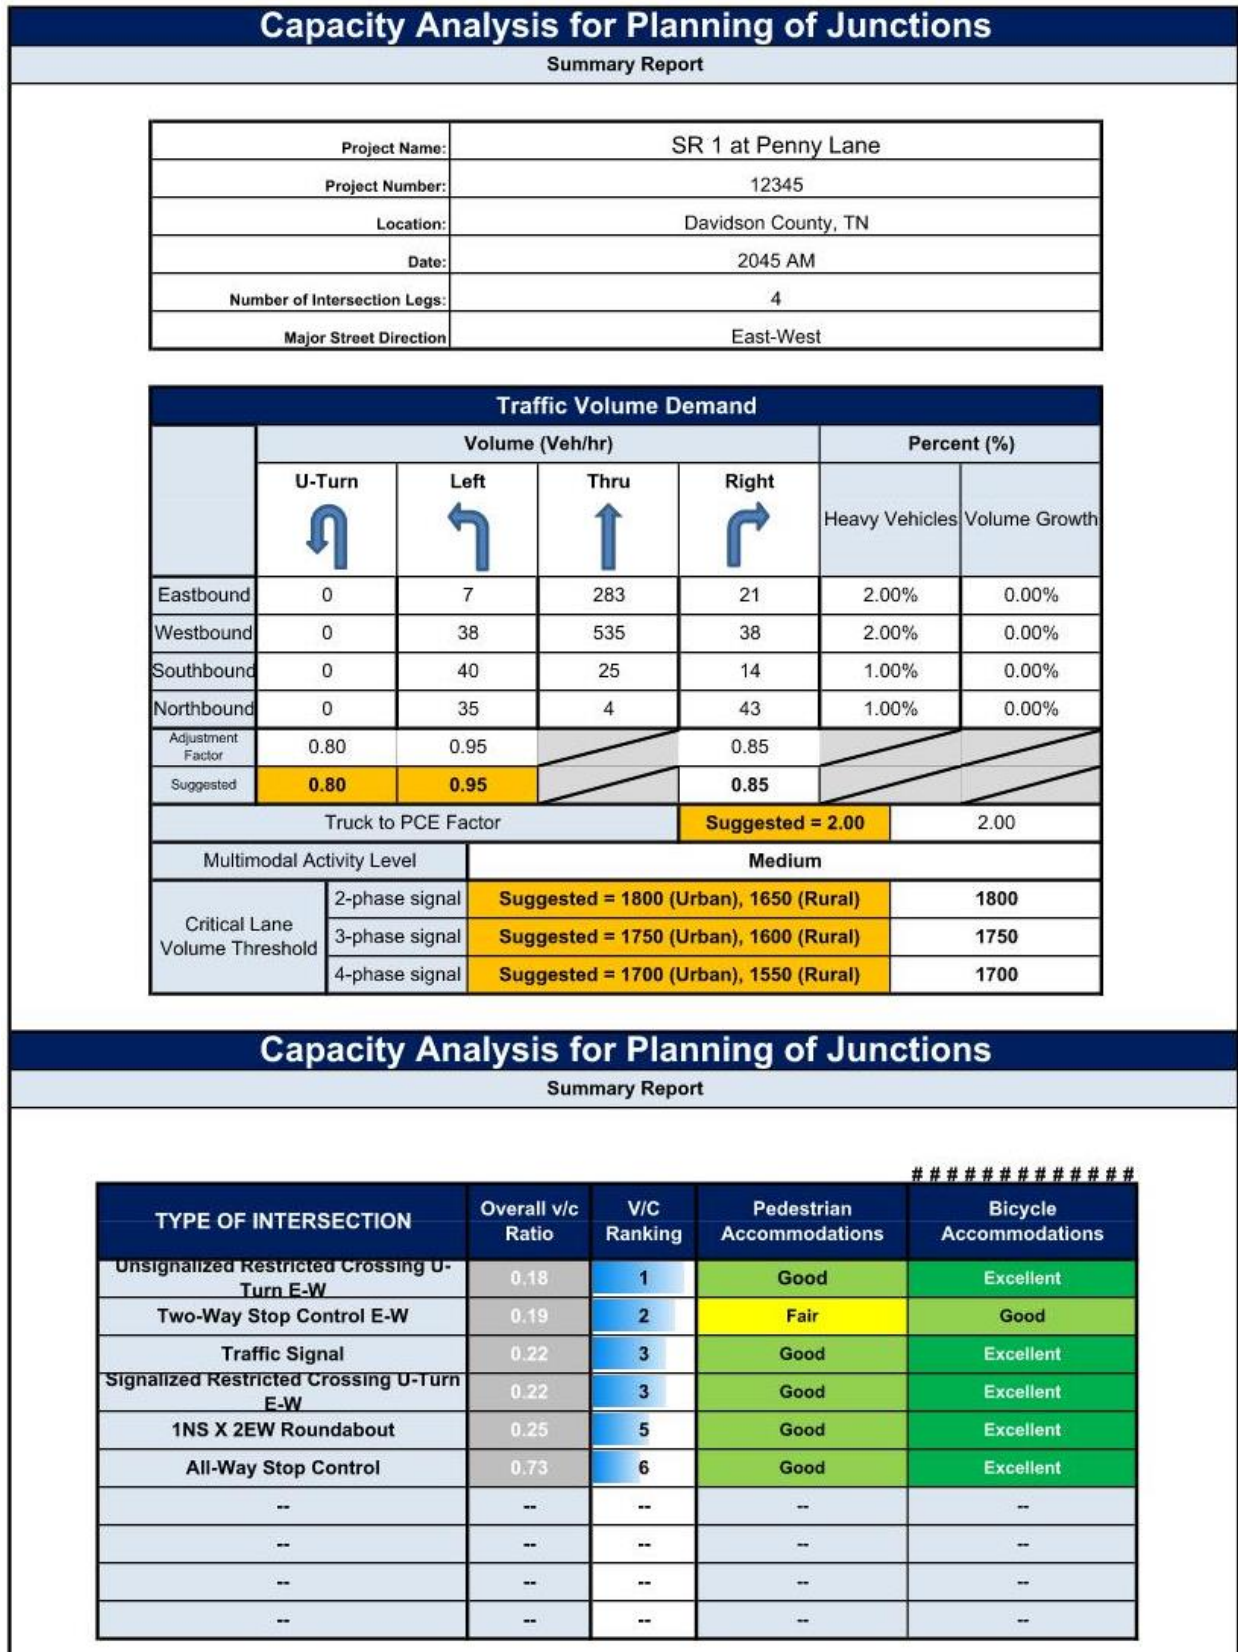 Capacity Analysis for Planning of Junctions
Summary Report
Project Name: SR 1 at Penny Lane
Project Number: 12345
Location: Davidson County, TN
Date: 2045 AM
Number of Intersection Legs: 4
Major Street Direction East-West
Traffic Volume Demand
Volume (Veh/hr) Percent (%)
U-Turn Left Thru Right
Heavy Vehicles Volume Growth
Eastbound 0 7 283 21 2.00% 0.00%
Westbound 0 38 535 38 2.00% 0.00%
Southbound 0 40 25 14 1.00% 0.00%
Northbound 0 35 4 43 1.00% 0.00%
Adjustment
Factor 0.80 0.95 0.85
Suggested 0.80 0.95 0.85
Truck to PCE Factor Suggested = 2.00 2.00
Multimodal Activity Level Medium
Critical Lane
Volume Threshold
2-phase signal Suggested = 1800 (Urban), 1650 (Rural) 1800
3-phase signal Suggested = 1750 (Urban), 1600 (Rural) 1750
4-phase signal Suggested = 1700 (Urban), 1550 (Rural) 1700
Capacity Analysis for Planning of Junctions
Summary Report
# # # # # # # # # # # # #
TYPE OF INTERSECTION
Overall v/c
Ratio
V/C
Ranking
Pedestrian
Accommodations
Bicycle
Accommodations
Unsignalized Restricted Crossing U-
Turn E-W 0.18 1 Good Excellent
Two-Way Stop Control E-W 0.19 2 Fair Good
Traffic Signal 0.22 3 Good Excellent
Signalized Restricted Crossing U-Turn
E-W 0.22 3 Good Excellent
1NS X 2EW Roundabout 0.25 5 Good Excellent
All-Way Stop Control 0.73 6 Good Excellent
-- -- -- -- --
-- -- -- -- --
-- -- -- -- --
-- -- -- -- --